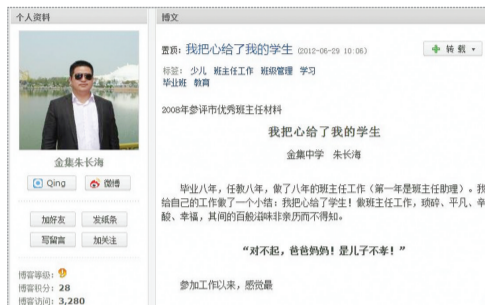 个人资料
金集朱长海
Qing 微博
加好友 发纸条
写留言 加关注
博客等级：
博客积分：28
博客访问：3,280
博文
置顶：我把心给了我的学生 (2012-06-29 10:06)
转载
标签： 少儿 班主任工作 班级管理 学习
毕业班 教育
2008年参评市优秀班主任材料
我把心给了我的学生
金集中学 朱长海
毕业八年，任教八年，做了八年的班主任工作（第一年是班主任助理）。我
给自己的工作做了一个小结：我把心给了学生！做班主任工作，琐碎、平凡、辛
酸、幸福，其间的百般滋味非亲历而不得知。
“对不起，爸爸妈妈！是儿子不孝！”
参加工作以来，感觉最